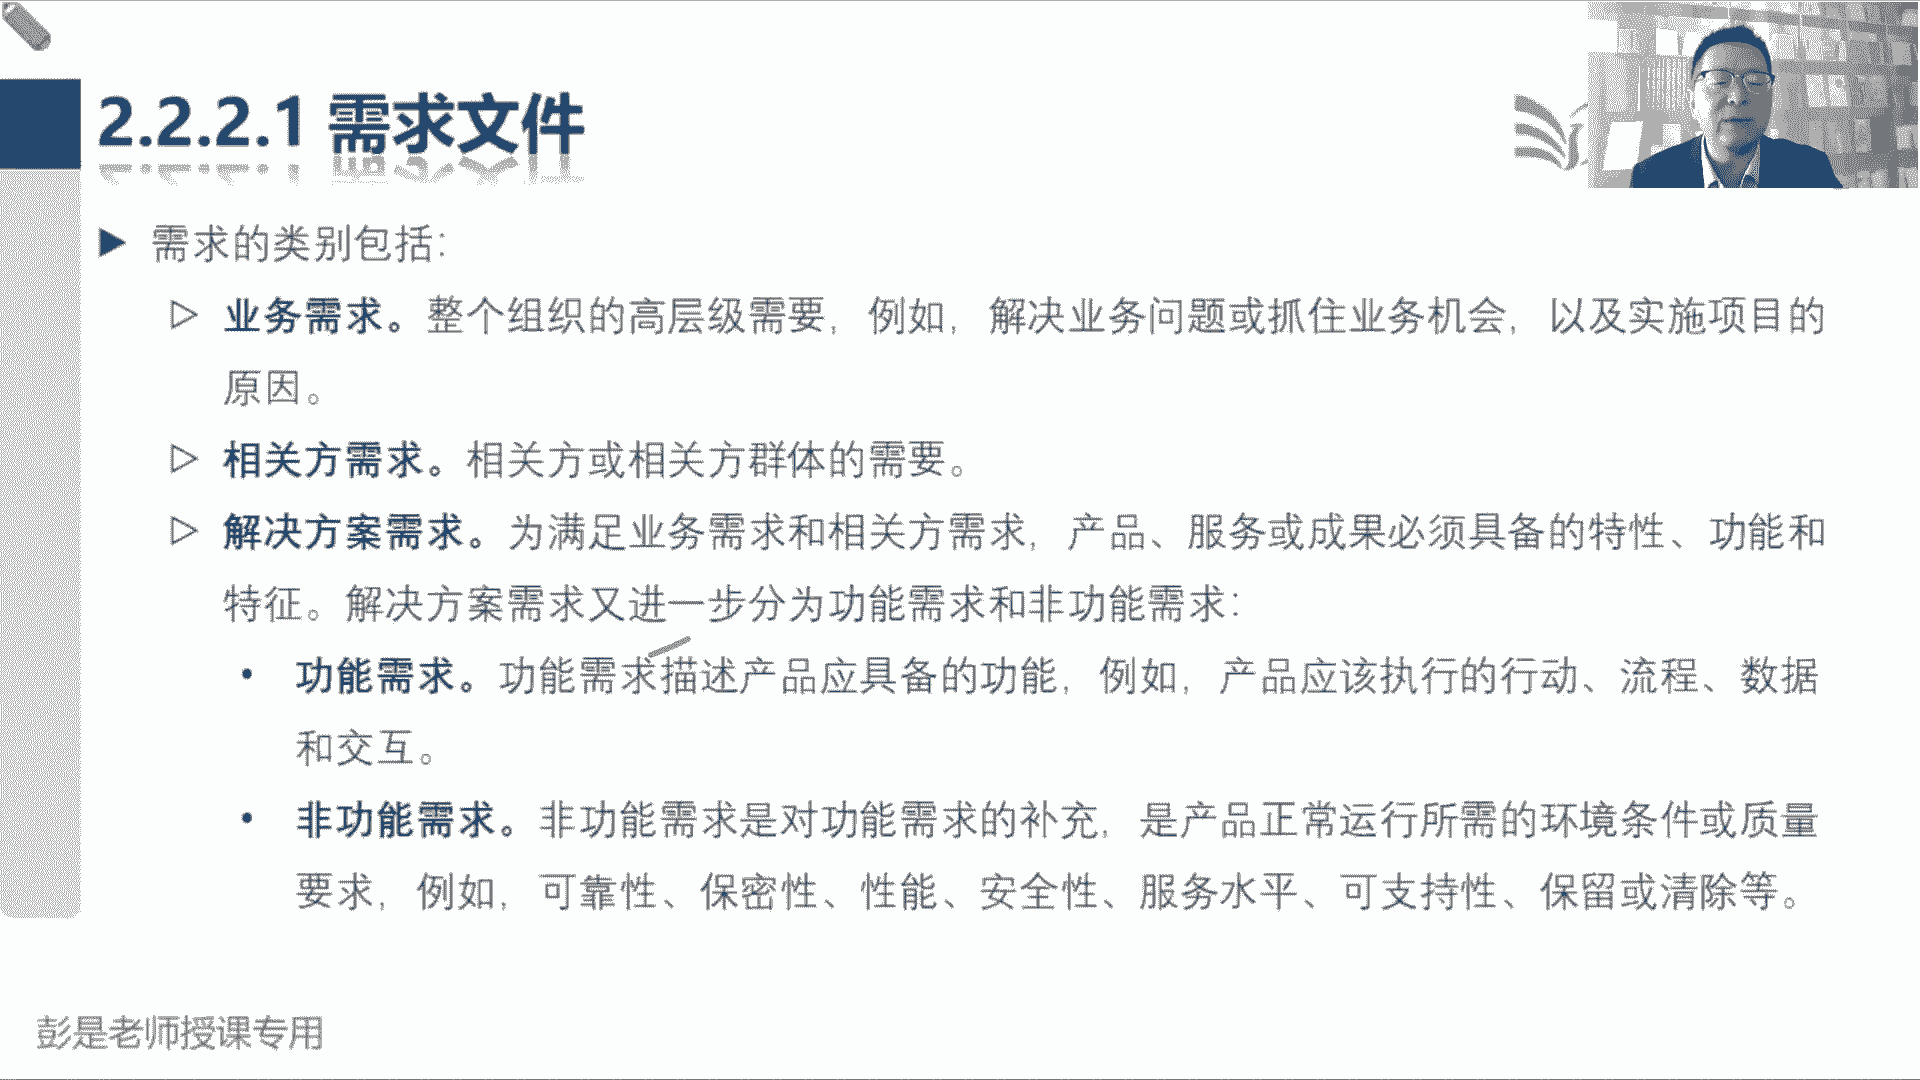 2.2.2.1 需求文件
需求的类别包括：
业务需求。整个组织的高层级需要，例如，解决业务问题或抓住业务机会，以及实施项目的
原因。
相关方需求。相关方或相关方群体的需要。
解决方案需求。为满足业务需求和相关方需求，产品、服务或成果必须具备的特性、功能和
特征。解决方案需求又进一步分为功能需求和非功能需求：
功能需求。功能需求描述产品应具备的功能，例如，产品应该执行的行动、流程、数据
和交互。
非功能需求。非功能需求是对功能需求的补充，是产品正常运行所需的环境条件或质量
要求，例如，可靠性、保密性、性能、安全性、服务水平、可支持性、保留或清除等。
彭是老师授课专用